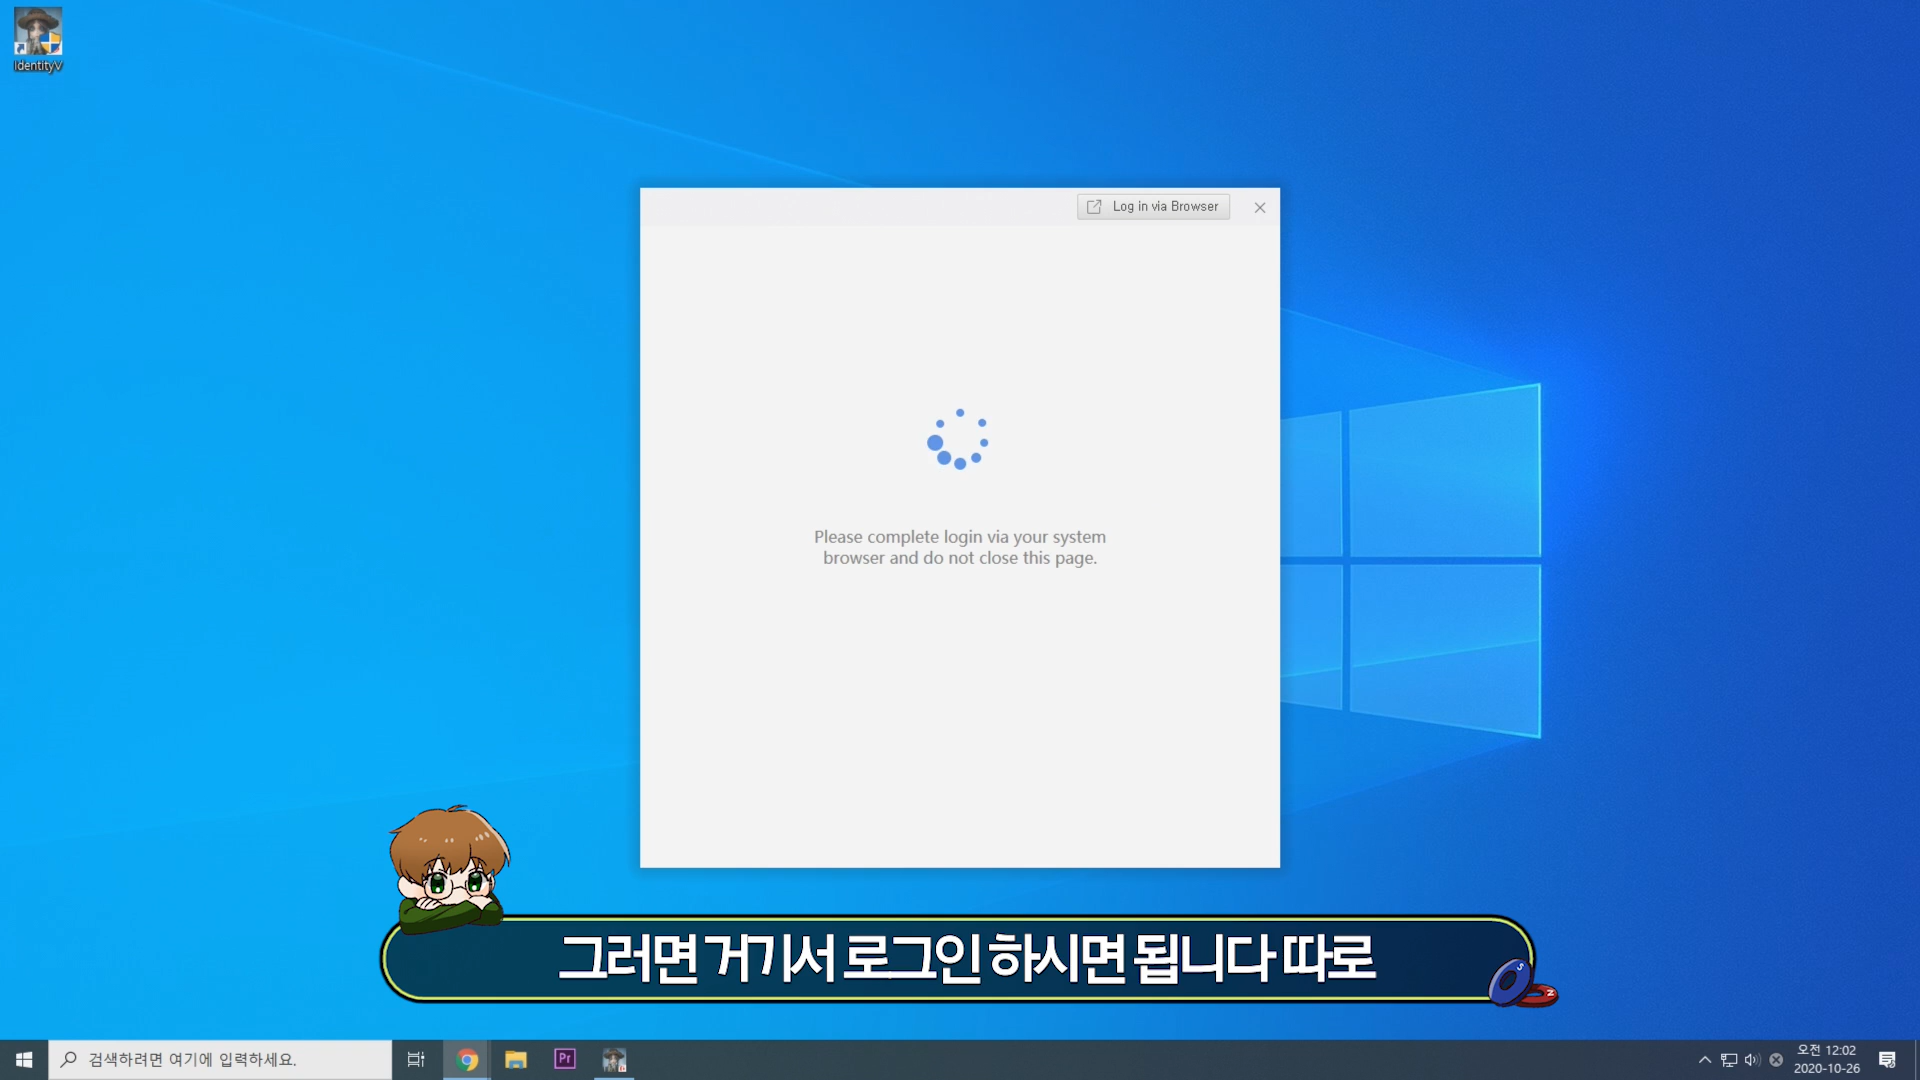 IdentityV
Log in via Browser
Please complete login via your system
browser and do not close this page.
그러면 거기서 로그인 하시면 됩니다 따로
S
N
검색하려면 여기에 입력하세요.
Pr
오전 12:02
2020-10-26